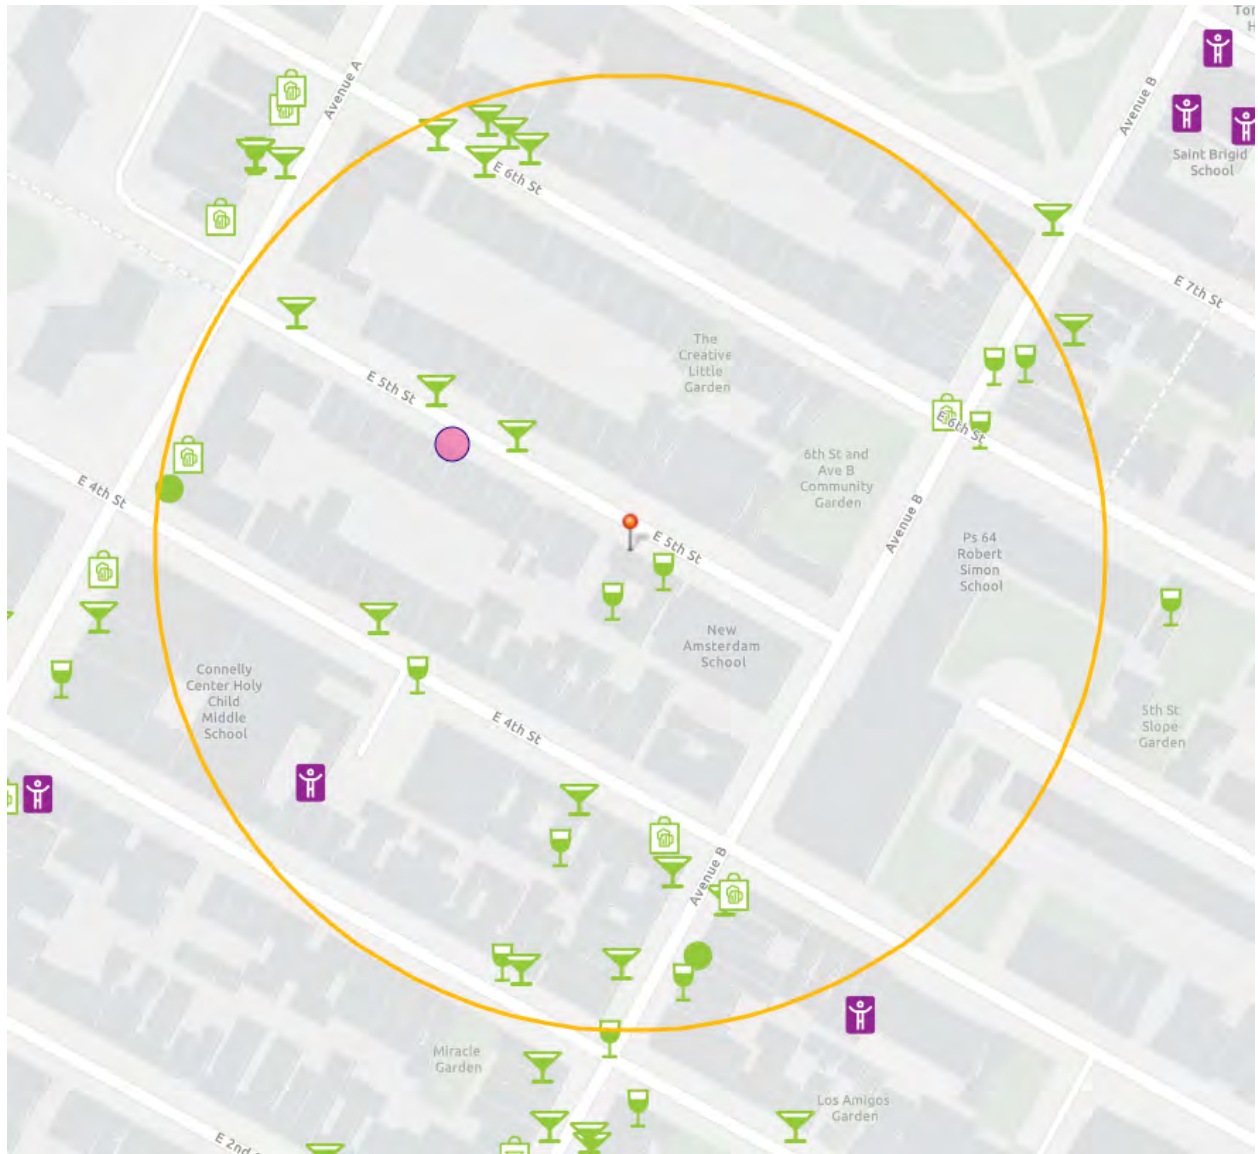 Avenue A
Avenue B
Saint Brigid
School
E 6th St
E 7th St
The
Creative
Little
Garden
E 5th St
E 6th St
6th St and
Ave B
Community
Garden
E 4th St
Avenue B
Ps 64
Robert
Simon
School
E 5th St
New
Amsterdam
School
Connelly
Center Holy
Child
Middle
School
5th St
Slope
Garden
E 4th St
Avenue B
Miracle
Garden
Los Amigos
Garden
E 2nd